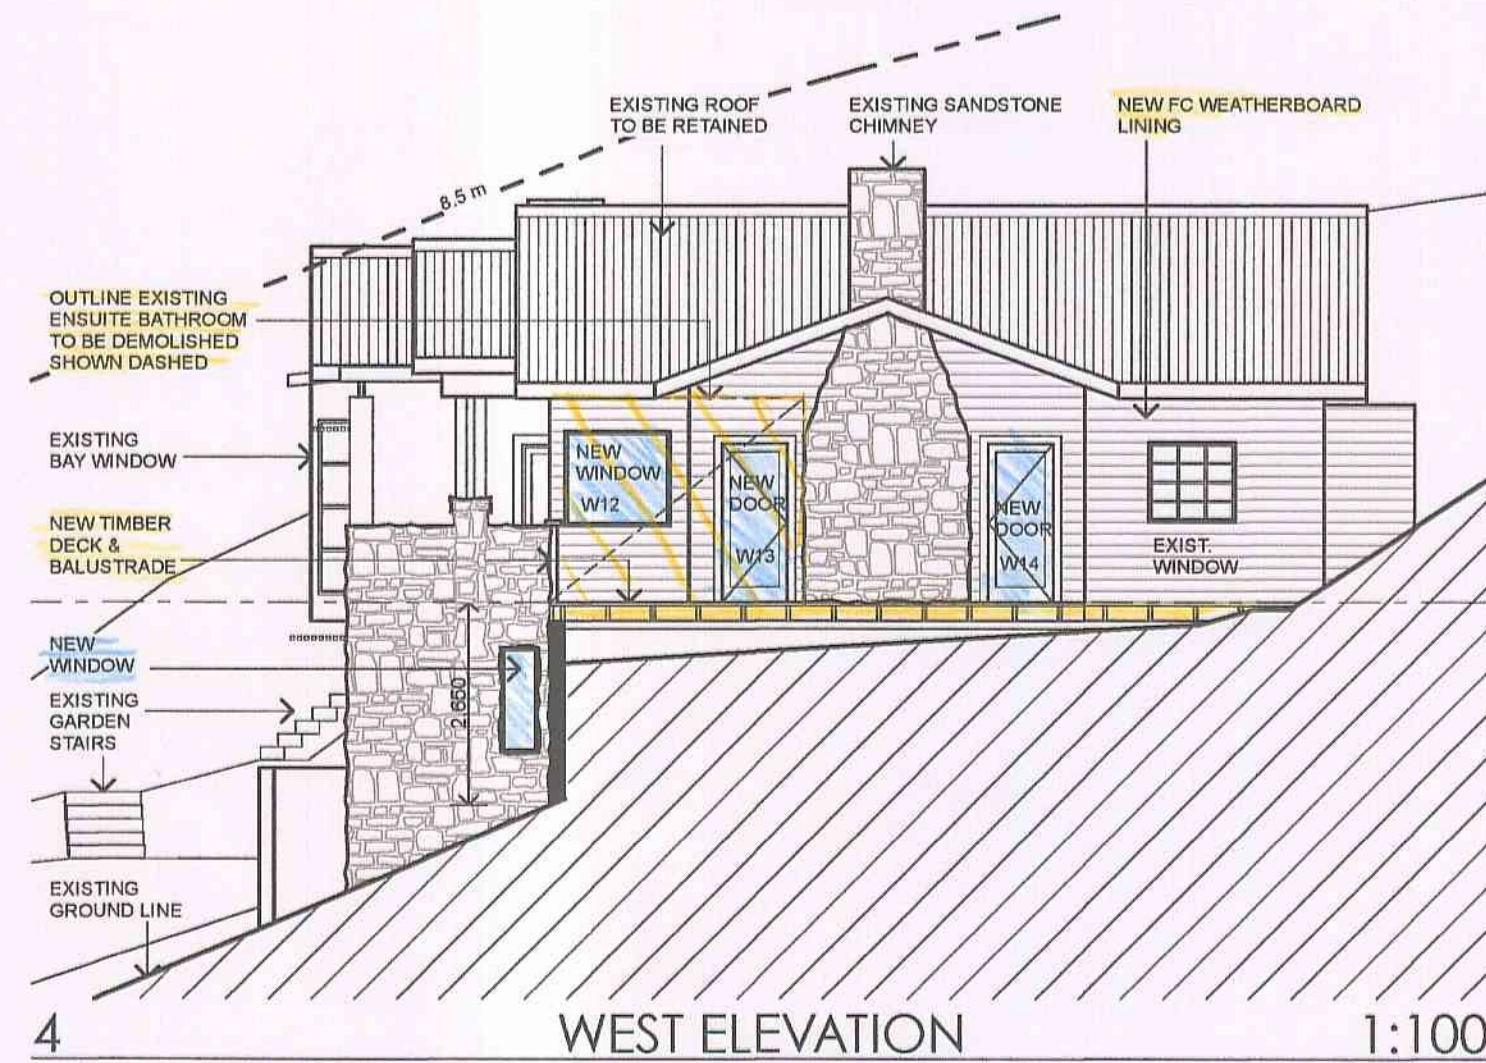 EXISTING ROOF
TO BE RETAINED
EXISTING SANDSTONE
CHIMNEY
NEW FC WEATHERBOARD
LINING
8.5 m
OUTLINE EXISTING
ENSUITE BATHROOM
TO BE DEMOLISHED
SHOWN DASHED
EXISTING
BAY WINDOW
NEW TIMBER
DECK &
BALUSTRADE
NEW
WINDOW
EXISTING
GARDEN
STAIRS
EXISTING
GROUND LINE
NEW
WINDOW
W12
NEW
DOOR
W13
NEW
DOOR
W14
EXIST.
WINDOW
2,650
4
WEST ELEVATION
1:100